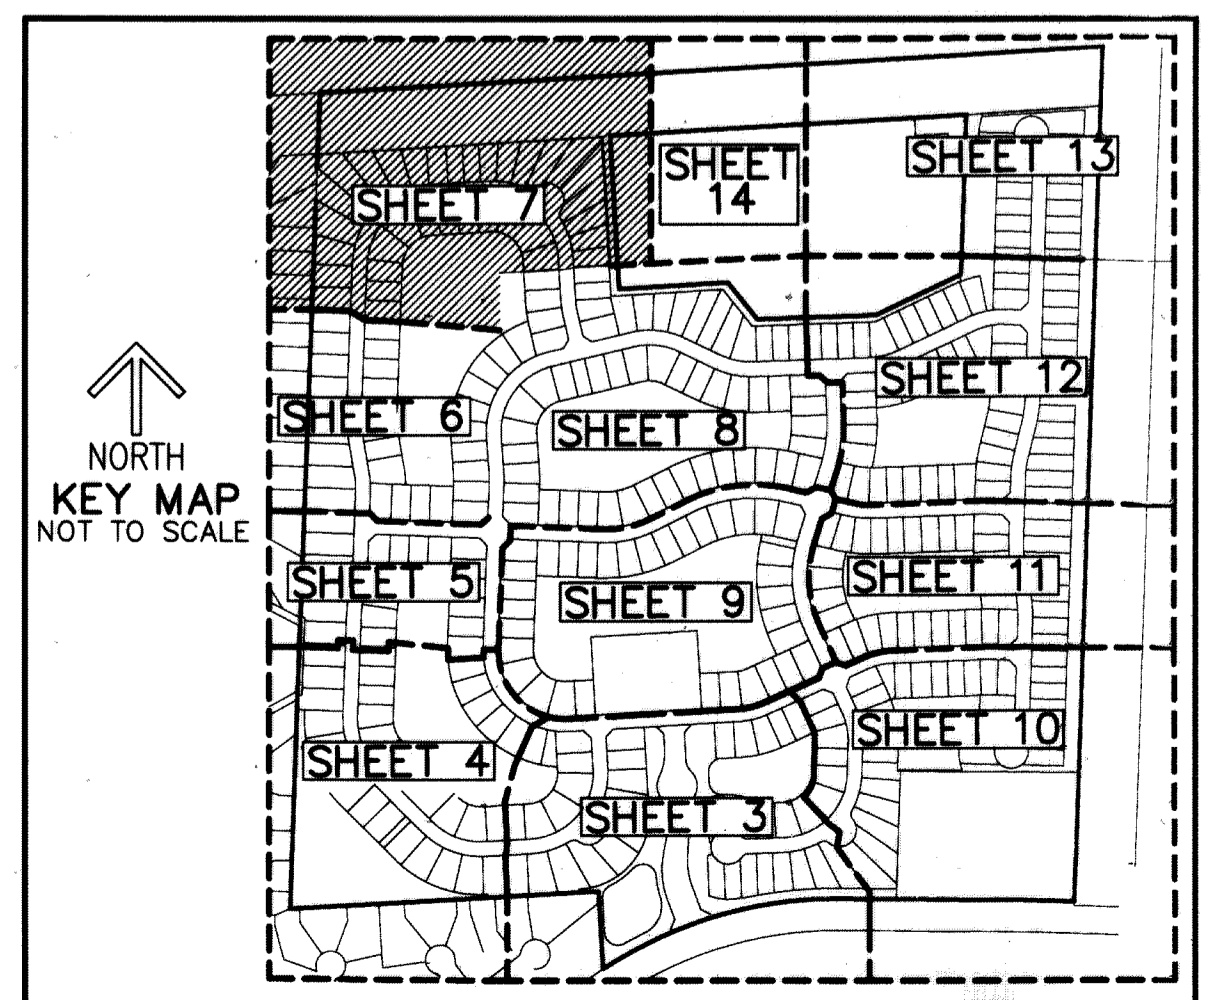 SHEET 13
SHEET
14
SHEET 7
SHEET 12
SHEET 6
SHEET 8
NORTH
KEY MAP
NOT TO SCALE
SHEET 5
SHEET 9
SHEET 11
SHEET 10
SHEET 4
SHEET 3